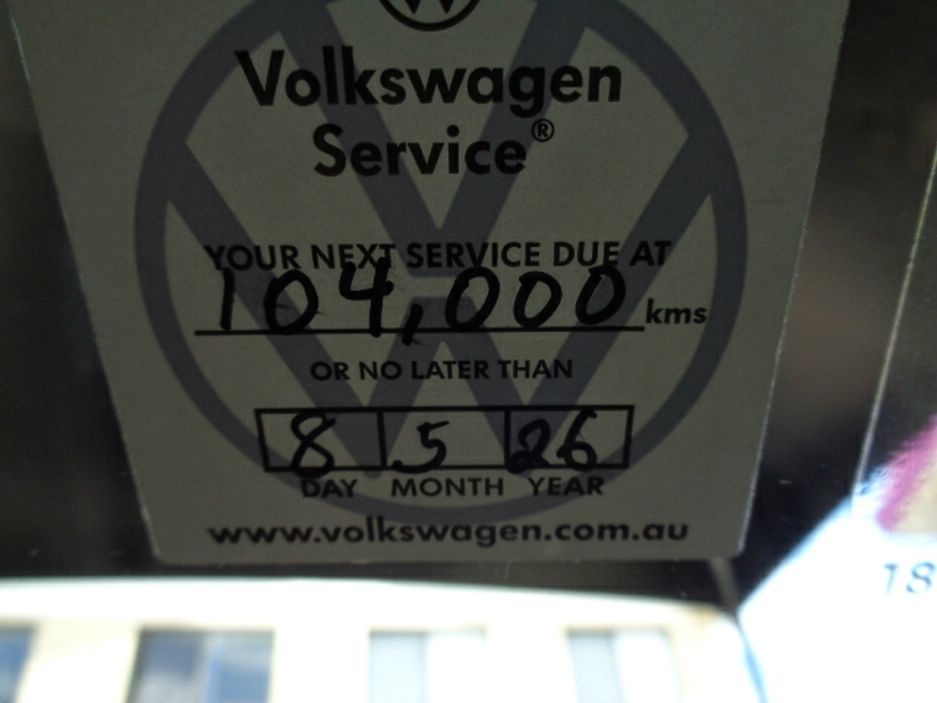 Volkswagen
Service®
YOUR NEXT SERVICE DUE AT
104,000 kms
OR NO LATER THAN
8 5 26
DAY MONTH YEAR
www.volkswagen.com.au
18